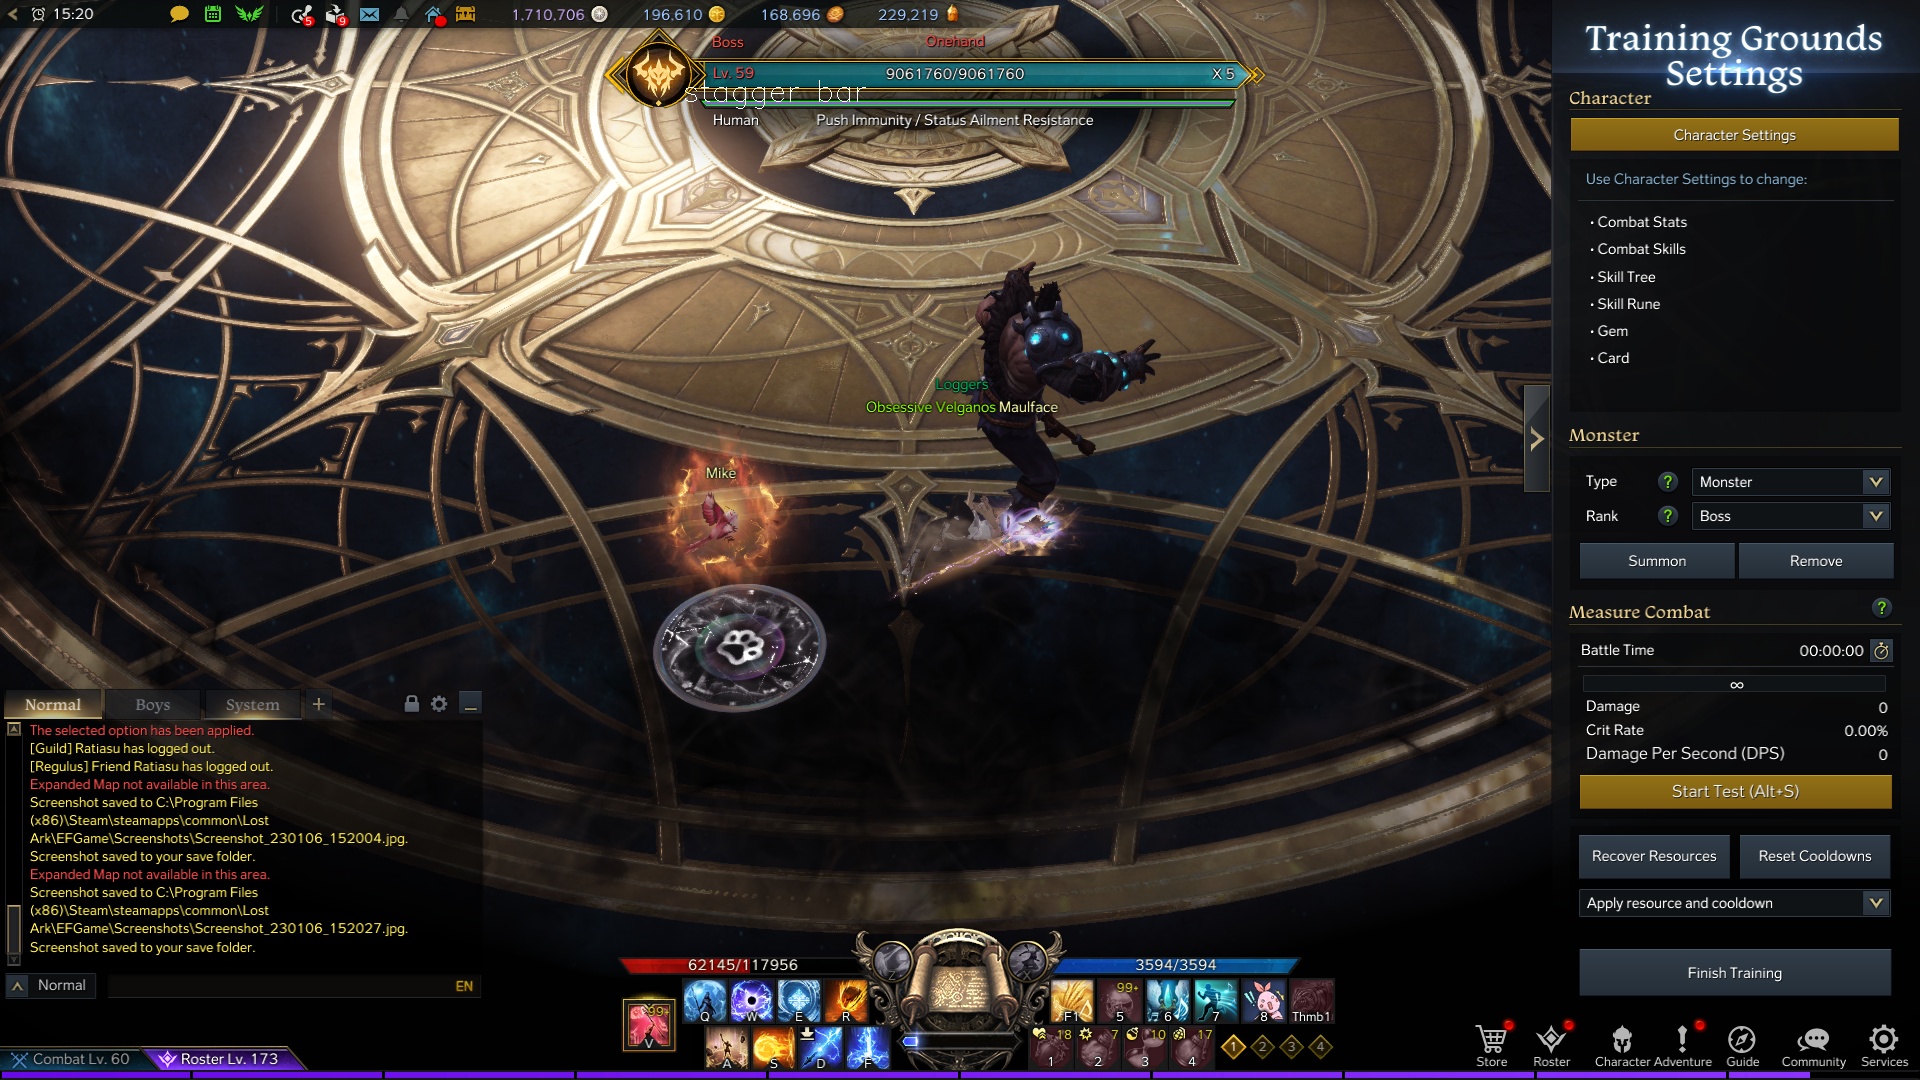 15:20
5
9
1,710,706
196,610
168,696
229,219
Boss
Onehand
Lv. 59
9061760/9061760
X 5
stagger bar
Human
Push Immunity / Status Ailment Resistance
Loggers
Obsessive Velganos Maulface
Mike
Training Grounds
Settings
Character
Character Settings
Use Character Settings to change:
· Combat Stats
· Combat Skills
· Skill Tree
· Skill Rune
· Gem
· Card
Monster
Type ? Monster
Rank ? Boss
Summon
Remove
Measure Combat ?
Battle Time 00:00:00
∞
Damage 0
Crit Rate 0.00%
Damage Per Second (DPS) 0
Start Test (Alt+S)
Recover Resources
Reset Cooldowns
Apply resource and cooldown
Finish Training
Normal
Boys
System
+
The selected option has been applied.
[Guild] Ratiasu has logged out.
[Regulus] Friend Ratiasu has logged out.
Expanded Map not available in this area.
Screenshot saved to C:\Program Files
(x86)\Steam\steamapps\common\Lost
Ark\EFGame\Screenshots\Screenshot_230106_152004.jpg.
Screenshot saved to your save folder.
Expanded Map not available in this area.
Screenshot saved to C:\Program Files
(x86)\Steam\steamapps\common\Lost
Ark\EFGame\Screenshots\Screenshot_230106_152027.jpg.
Screenshot saved to your save folder.
Normal
EN
Combat Lv. 60
Roster Lv. 173
62145/117956
3594/3594
Z
X
99+
V
Q
W
E
R
A
S
D
F
F1
99+
5
6
7
8
Thmb1
18
7
10
17
1
2
3
4
1
2
3
4
Store
Roster
Character
Adventure
Guide
Community
Services